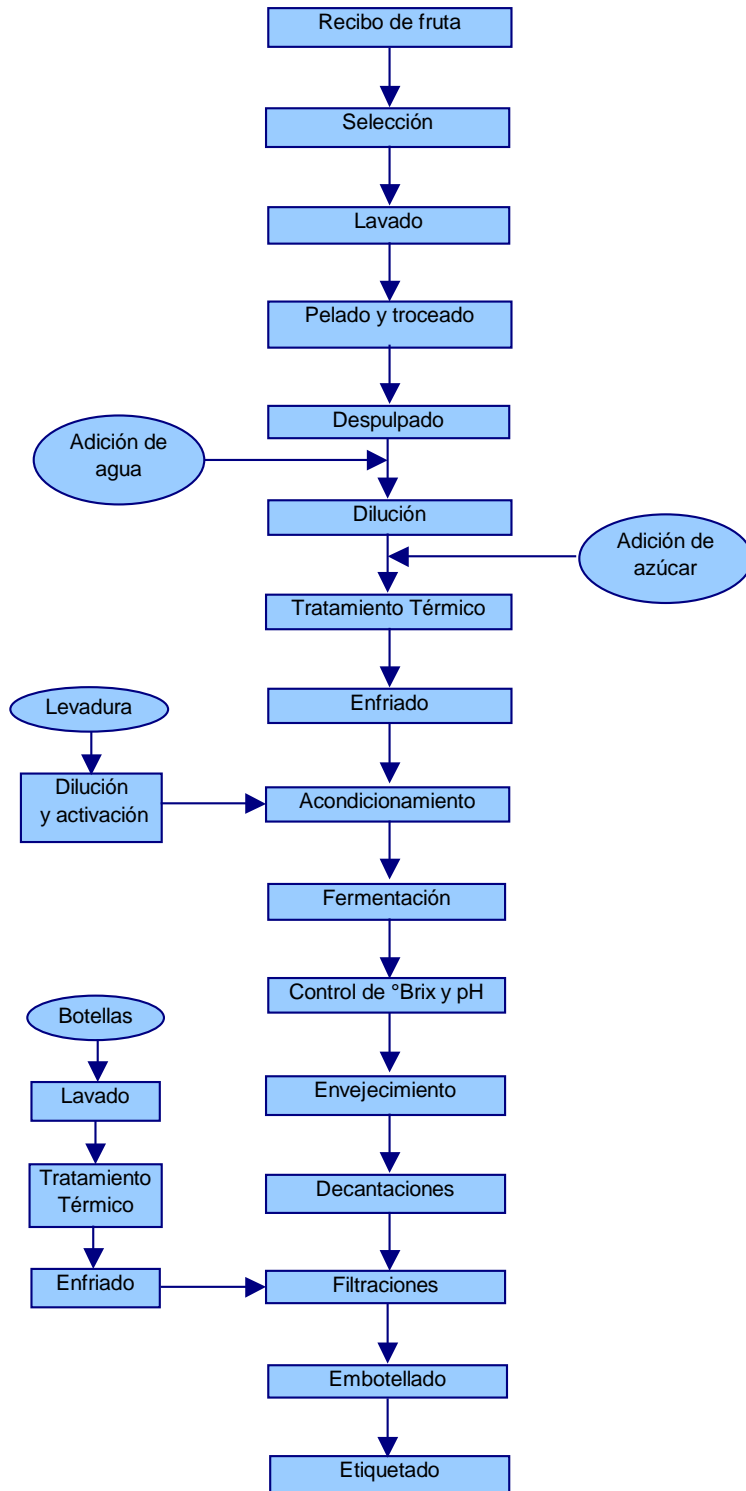 Recibo de fruta
Selección
Lavado
Pelado y troceado
Despulpado
Adición de
agua
Dilución
Adición de
azúcar
Tratamiento Térmico
Enfriado
Levadura
Dilución
y activación
Acondicionamiento
Fermentación
Control de °Brix y pH
Botellas
Lavado
Envejecimiento
Tratamiento
Térmico
Decantaciones
Enfriado
Filtraciones
Embotellado
Etiquetado